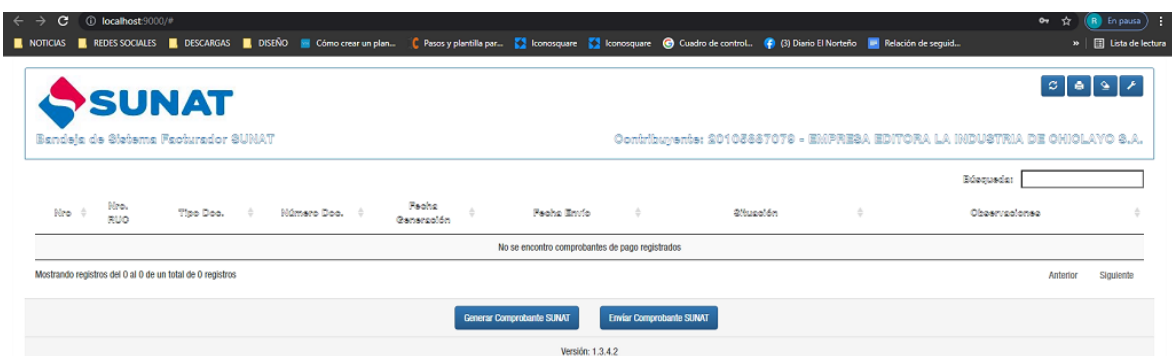 localhost:9000/#
R En pausa
NOTICIAS REDES SOCIALES DESCARGAS DISEÑO Cómo crear un plan... Pasos y plantilla par... Iconosquare Iconosquare Cuadro de control... (3) Diario El Norteño Relación de seguid... » Lista de lectura
SUNAT
Bandeja de Sistema Facturador SUNAT
Contribuyente: 20105887079 - EMPRESA EDITORA LA INDUSTRIA DE CHICLAYO S.A.
Búsqueda:
Nro Nro. RUC Tipo Doc. Número Doc. Fecha Generación Fecha Envío Situación Observaciones
No se encontro comprobantes de pago registrados
Mostrando registros del 0 al 0 de un total de 0 registros
Anterior Siguiente
Generar Comprobante SUNAT Enviar Comprobante SUNAT
Versión: 1.3.4.2